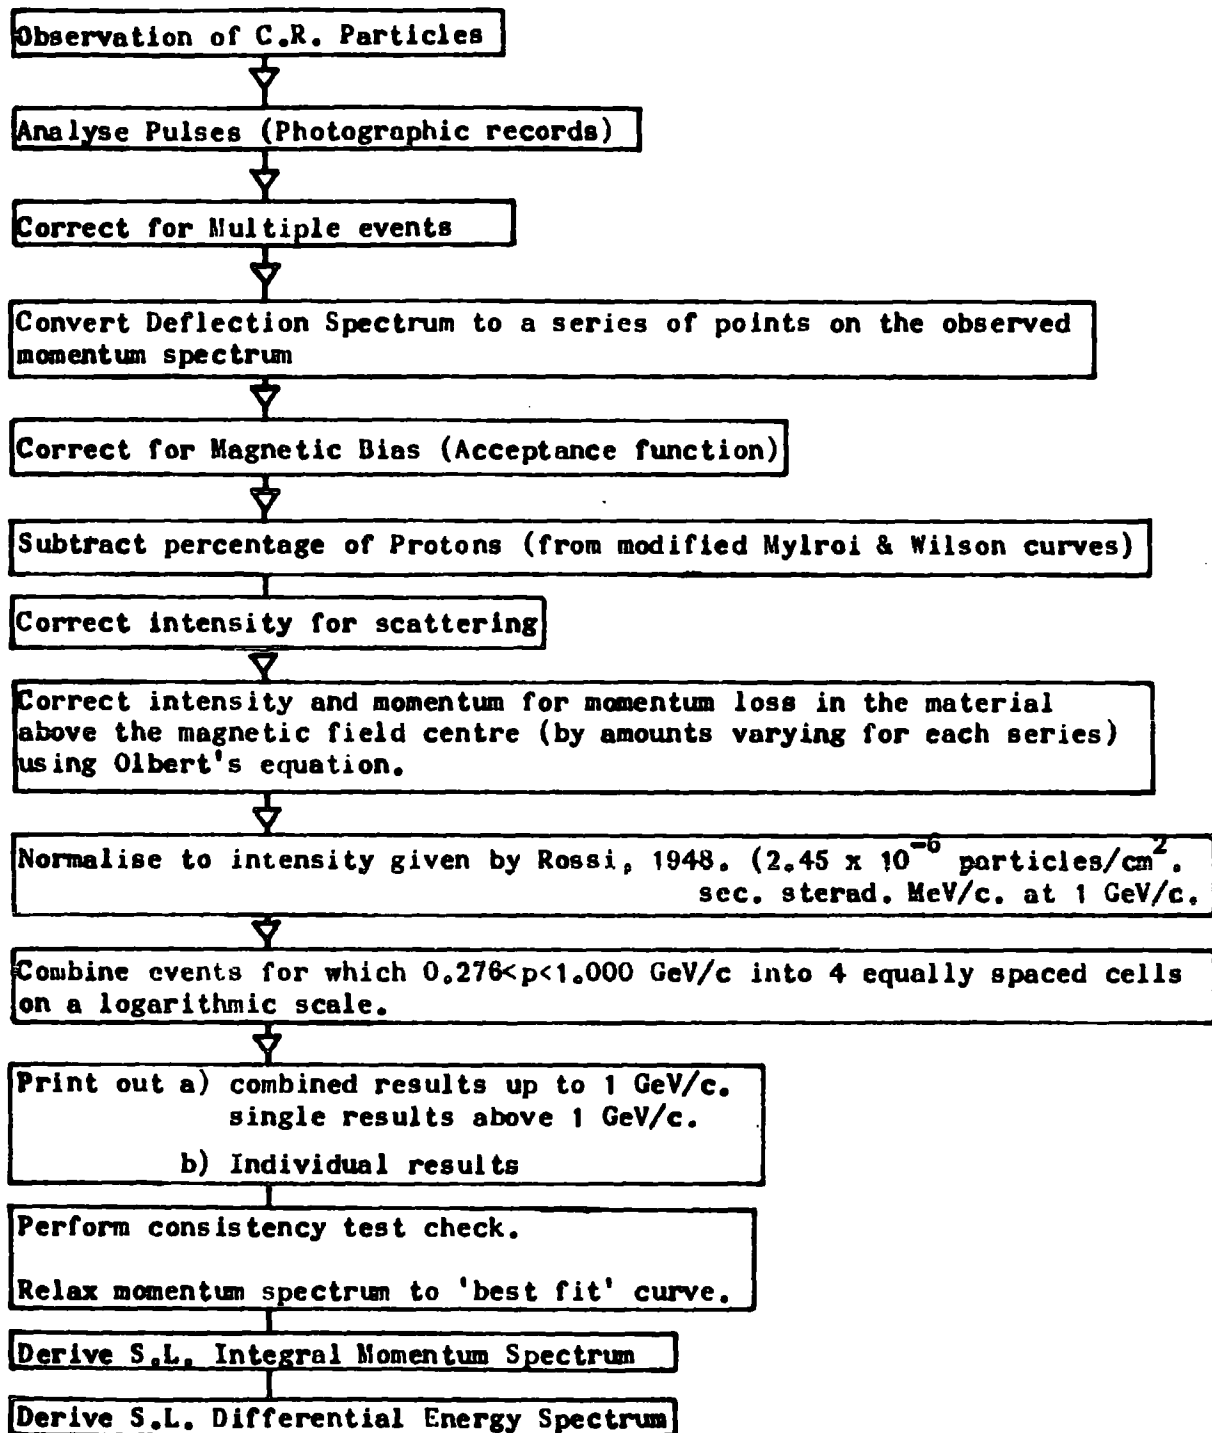 Observation of C.R. Particles
Analyse Pulses (Photographic records)
Correct for Multiple events
Convert Deflection Spectrum to a series of points on the observed
momentum spectrum
Correct for Magnetic Bias (Acceptance function)
Subtract percentage of Protons (from modified Mylroi & Wilson curves)
Correct intensity for scattering
Correct intensity and momentum for momentum loss in the material
above the magnetic field centre (by amounts varying for each series)
using Olbert's equation.
Normalise to intensity given by Rossi, 1948. (2.45 x 10⁻⁶ particles/cm².
sec. sterad. MeV/c. at 1 GeV/c.
Combine events for which 0.276<p<1.000 GeV/c into 4 equally spaced cells
on a logarithmic scale.
Print out a) combined results up to 1 GeV/c.
single results above 1 GeV/c.
b) Individual results
Perform consistency test check.
Relax momentum spectrum to 'best fit' curve.
Derive S.L. Integral Momentum Spectrum
Derive S.L. Differential Energy Spectrum